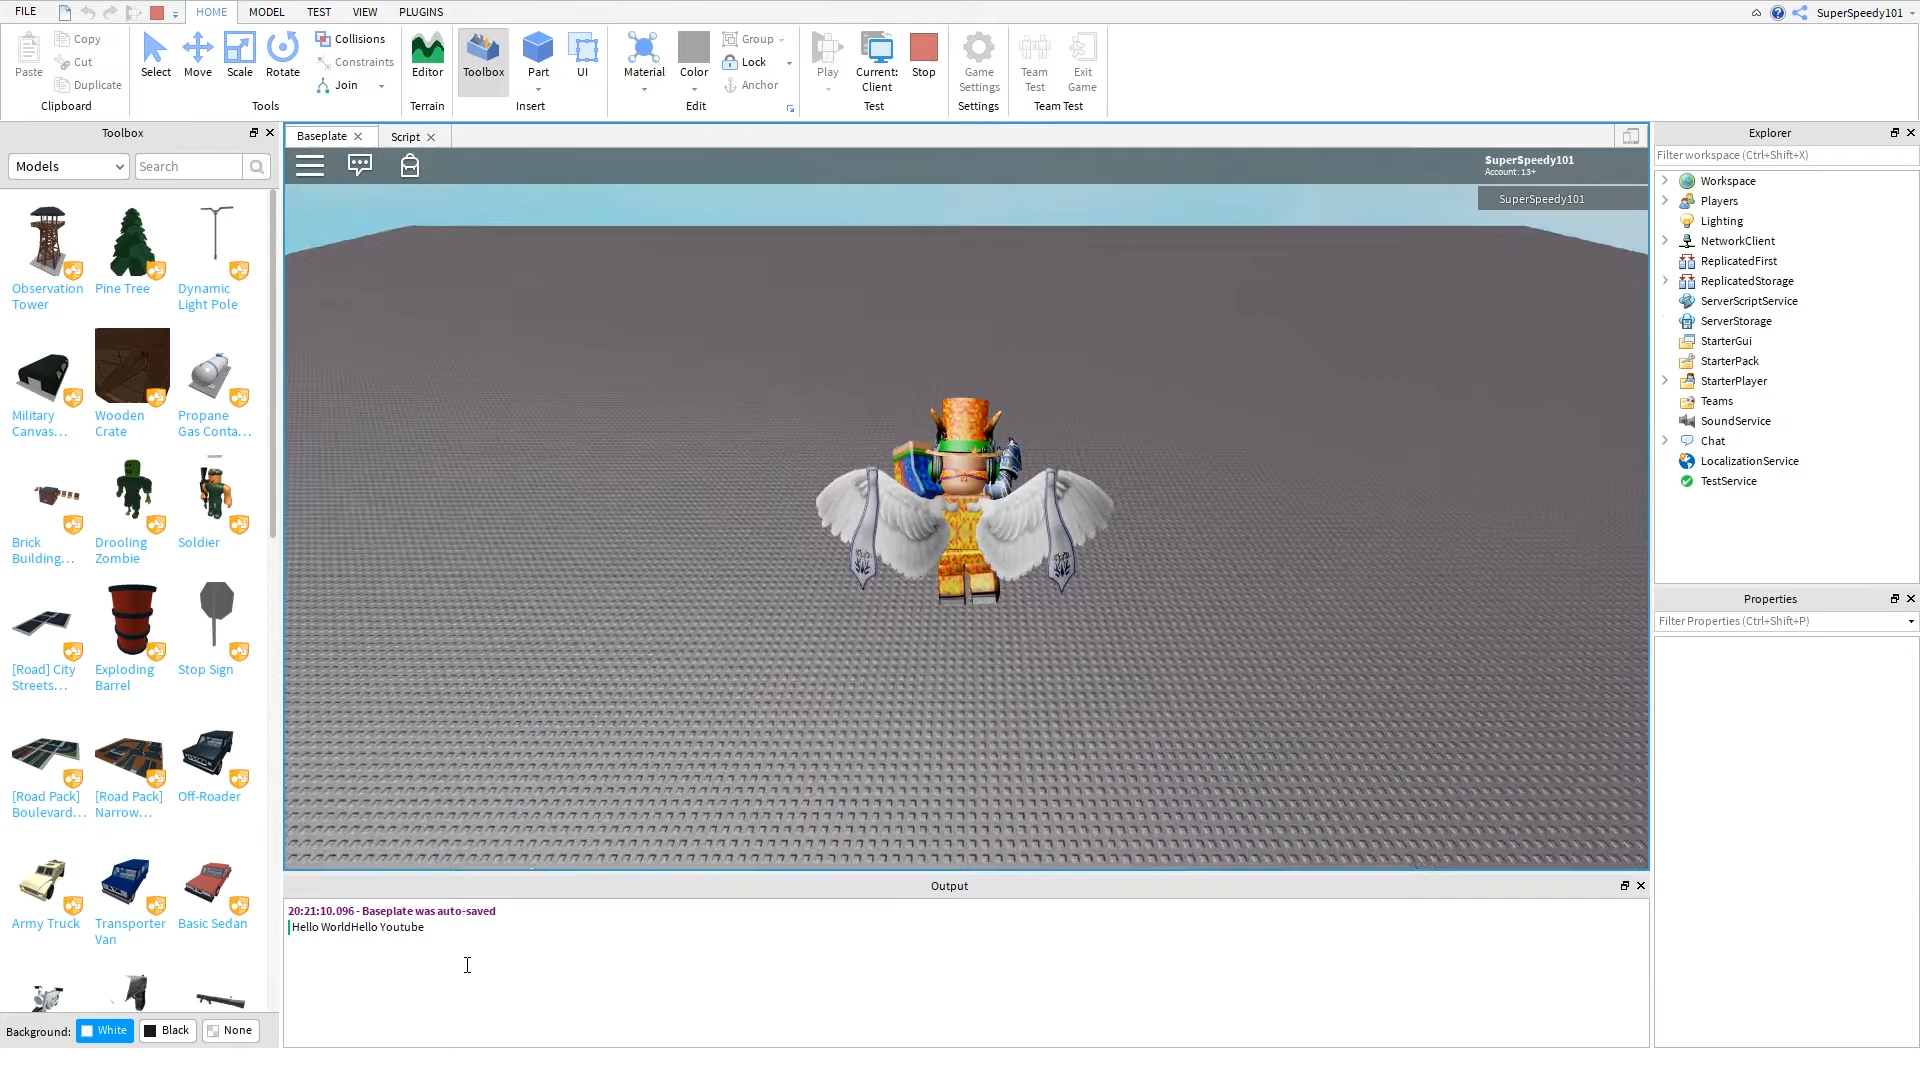 FILE HOME MODEL TEST VIEW PLUGINS SuperSpeedy101
Paste Copy Cut Duplicate
Clipboard
Select Move Scale Rotate Collisions Constraints Join
Tools
Editor
Terrain
Toolbox Part UI
Insert
Material Color Group Lock Anchor
Edit
Play Current: Client Stop
Test
Game Settings
Settings
Team Test Exit Game
Team Test
Toolbox
Models Search
Observation Tower
Pine Tree
Dynamic Light Pole
Military Canvas...
Wooden Crate
Propane Gas Conta...
Brick Building...
Drooling Zombie
Soldier
[Road] City Streets...
Exploding Barrel
Stop Sign
[Road Pack] Boulevard...
[Road Pack] Narrow...
Off-Roader
Army Truck
Transporter Van
Basic Sedan
Background: White Black None
Baseplate
Script
SuperSpeedy101
Account: 13+
SuperSpeedy101
Output
20:21:10.096 - Baseplate was auto-saved
Hello WorldHello Youtube
Explorer
Filter workspace (Ctrl+Shift+X)
Workspace
Players
Lighting
NetworkClient
ReplicatedFirst
ReplicatedStorage
ServerScriptService
ServerStorage
StarterGui
StarterPack
StarterPlayer
Teams
SoundService
Chat
LocalizationService
TestService
Properties
Filter Properties (Ctrl+Shift+P)